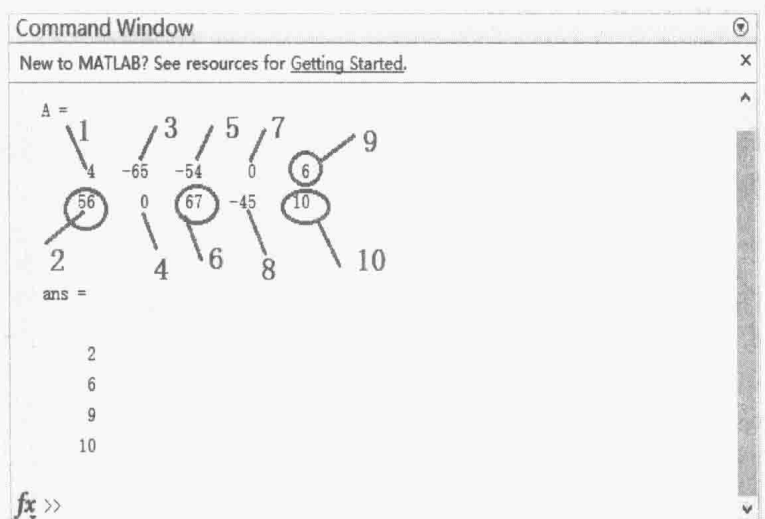 Command Window
New to MATLAB? See resources for Getting Started.
×
A =
1 3 5 7 9
4 -65 -54 0 6
56 0 67 -45 10
2 4 6 8 10
ans =
2
6
9
10
fx >>